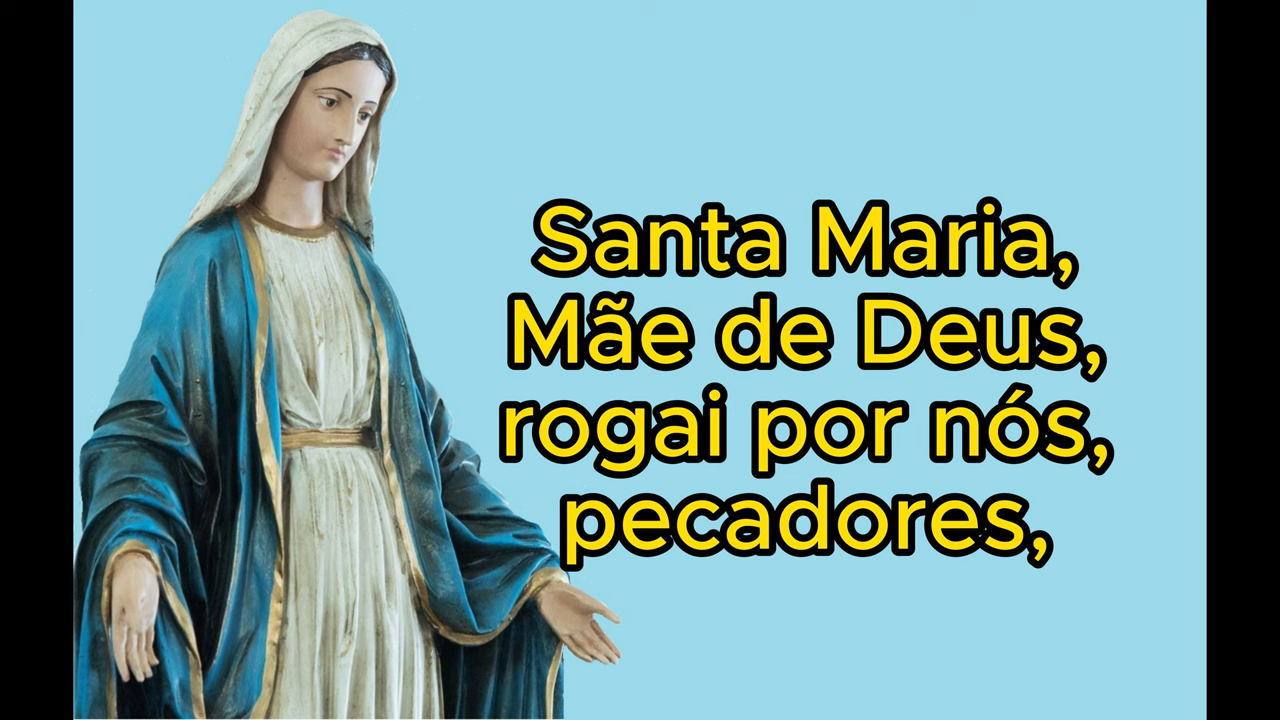 Santa Maria,
Mãe de Deus,
rogai por nós,
pecadores,